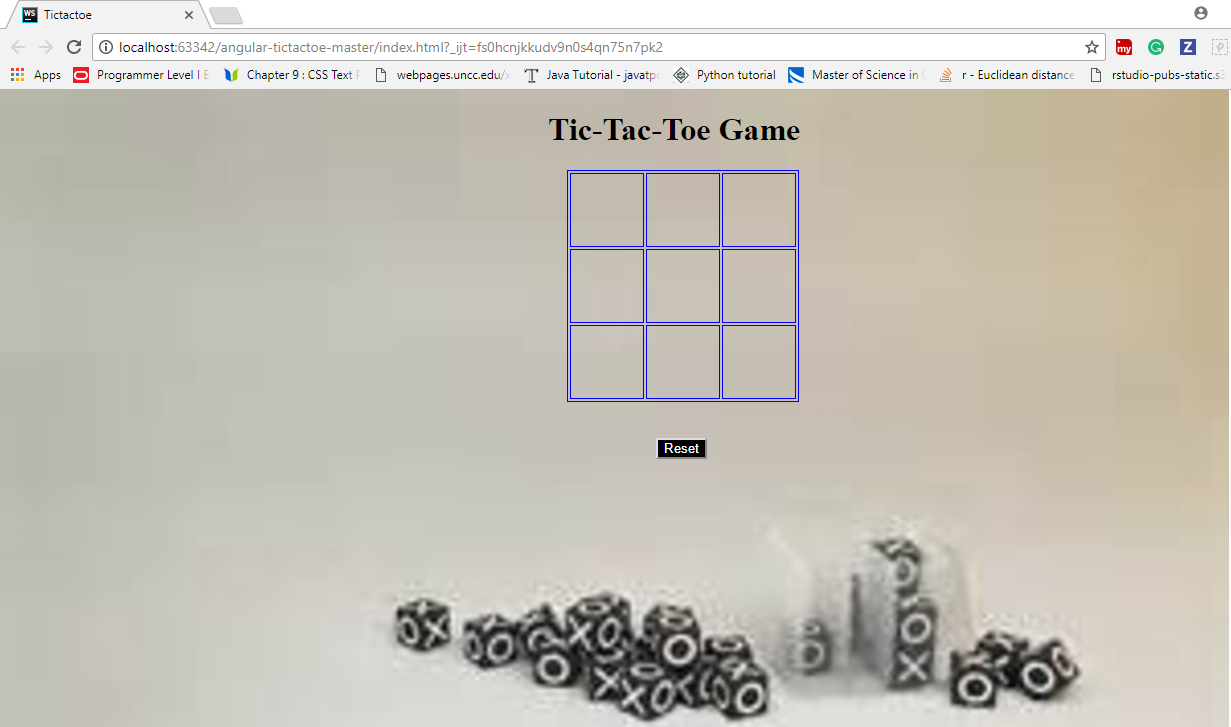 WS Tictactoe
localhost:63342/angular-tictactoe-master/index.html?_ijt=fs0hcnjkkudv9n0s4qn75n7pk2
my G Z
Apps Programmer Level I E Chapter 9 : CSS Text F webpages.uncc.edu/ T Java Tutorial - javatp Python tutorial Master of Science in r - Euclidean distance rstudio-pubs-static.s3
Tic-Tac-Toe Game
Reset
O
O
O X O O X O O O O
O X X O O X O O
X X O X O